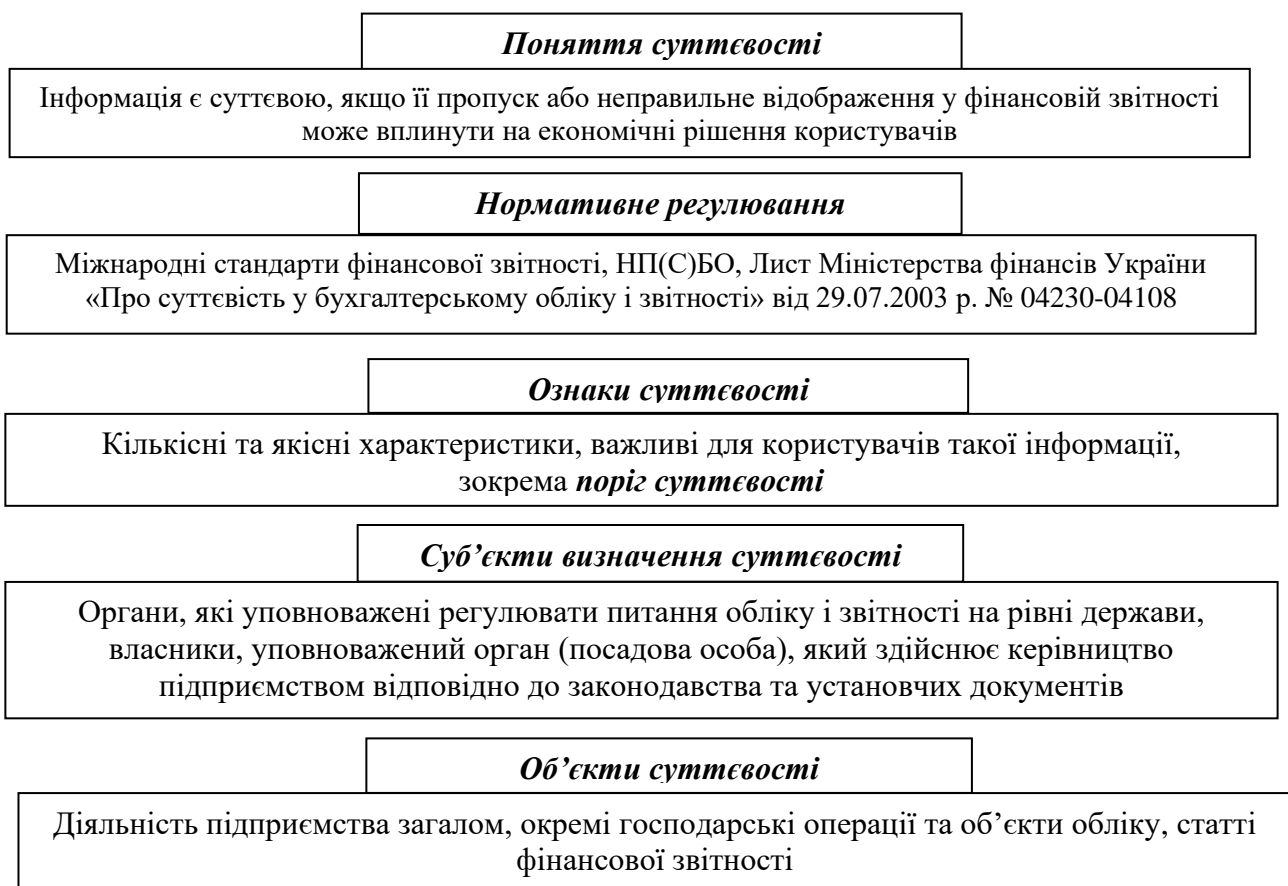 Поняття суттєвості
Інформація є суттєвою, якщо її пропуск або неправильне відображення у фінансовій звітності
може вплинути на економічні рішення користувачів
Нормативне регулювання
Міжнародні стандарти фінансової звітності, НП(С)БО, Лист Міністерства фінансів України
«Про суттєвість у бухгалтерському обліку і звітності» від 29.07.2003 р. № 04230-04108
Ознаки суттєвості
Кількісні та якісні характеристики, важливі для користувачів такої інформації,
зокрема поріг суттєвості
Суб’єкти визначення суттєвості
Органи, які уповноважені регулювати питання обліку і звітності на рівні держави,
власники, уповноважений орган (посадова особа), який здійснює керівництво
підприємством відповідно до законодавства та установчих документів
Об’єкти суттєвості
Діяльність підприємства загалом, окремі господарські операції та об’єкти обліку, статті
фінансової звітності